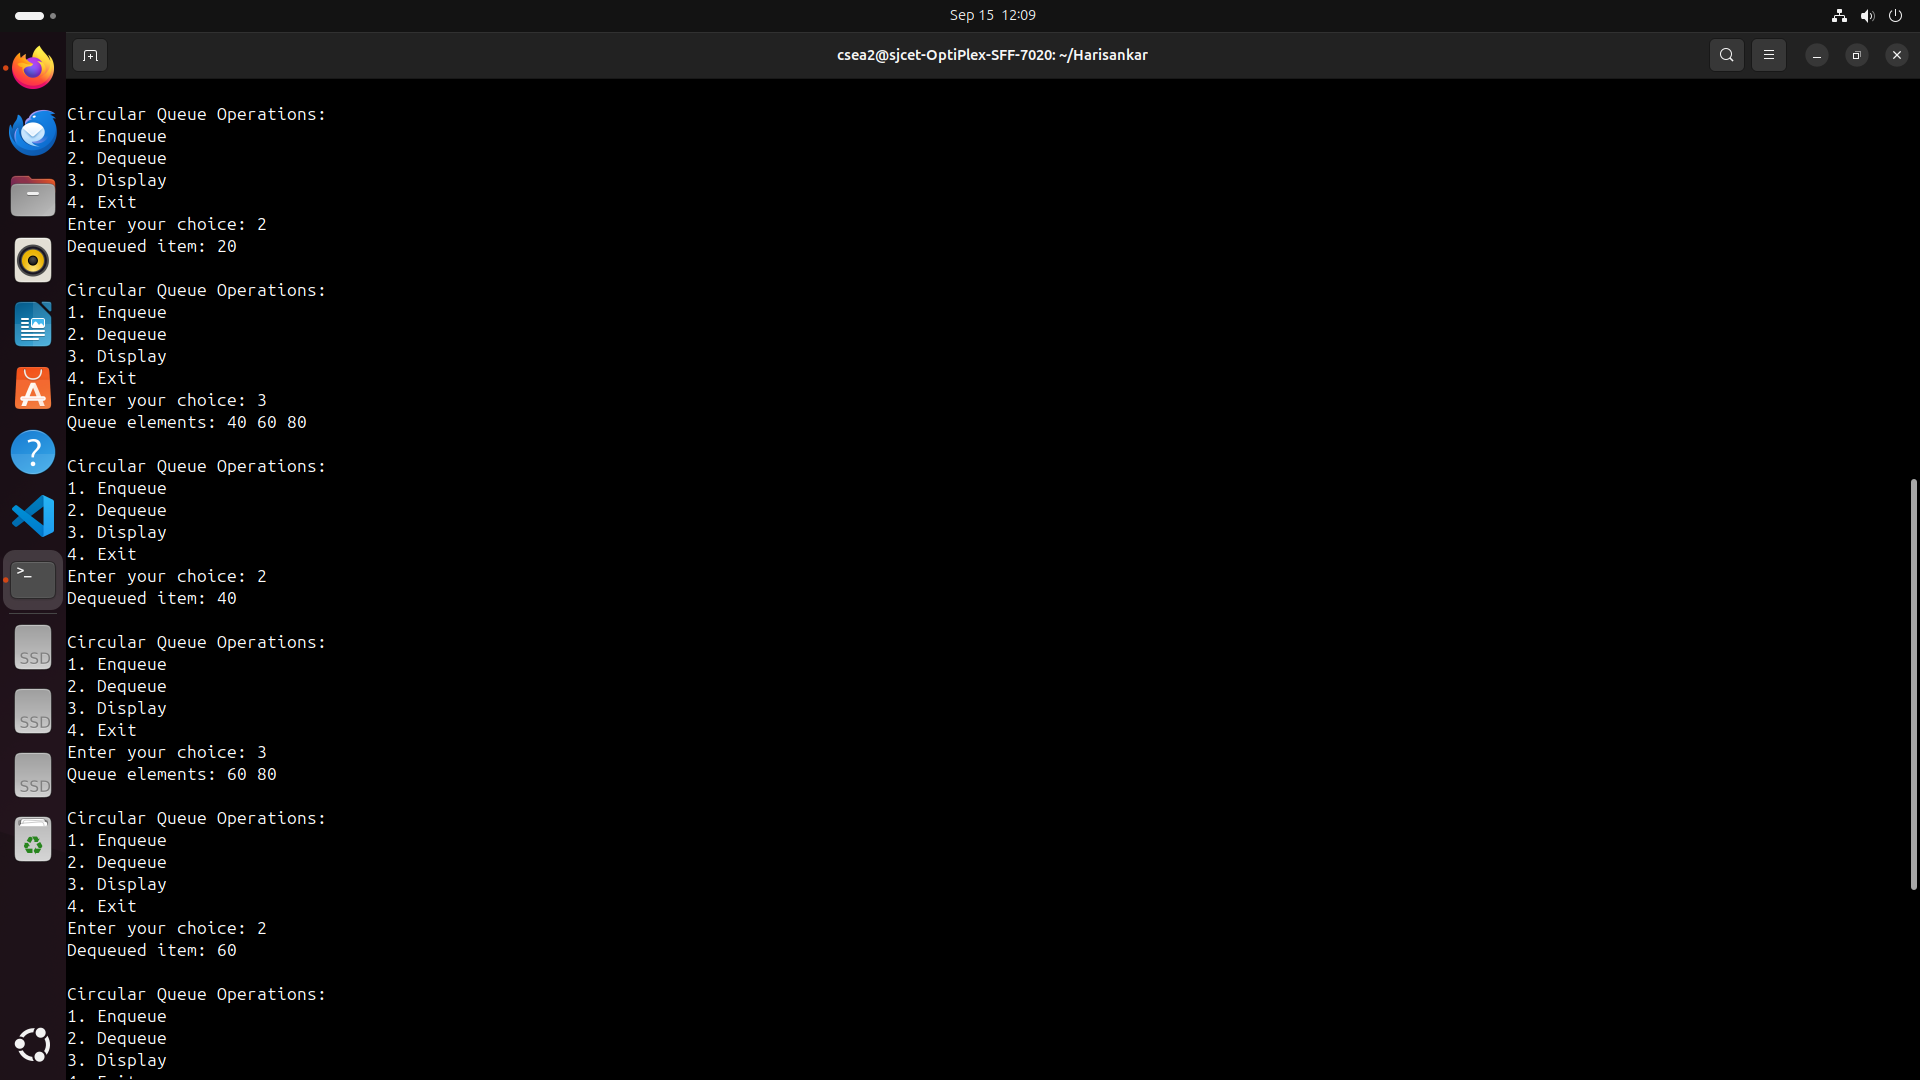 Sep 15 12:09
csea2@sjcet-OptiPlex-SFF-7020: ~/Harisankar
Circular Queue Operations:
1. Enqueue
2. Dequeue
3. Display
4. Exit
Enter your choice: 2
Dequeued item: 20
Circular Queue Operations:
1. Enqueue
2. Dequeue
3. Display
4. Exit
Enter your choice: 3
Queue elements: 40 60 80
Circular Queue Operations:
1. Enqueue
2. Dequeue
3. Display
4. Exit
Enter your choice: 2
Dequeued item: 40
Circular Queue Operations:
1. Enqueue
2. Dequeue
3. Display
4. Exit
Enter your choice: 3
Queue elements: 60 80
Circular Queue Operations:
1. Enqueue
2. Dequeue
3. Display
4. Exit
Enter your choice: 2
Dequeued item: 60
Circular Queue Operations:
1. Enqueue
2. Dequeue
3. Display
SSD
SSD
SSD